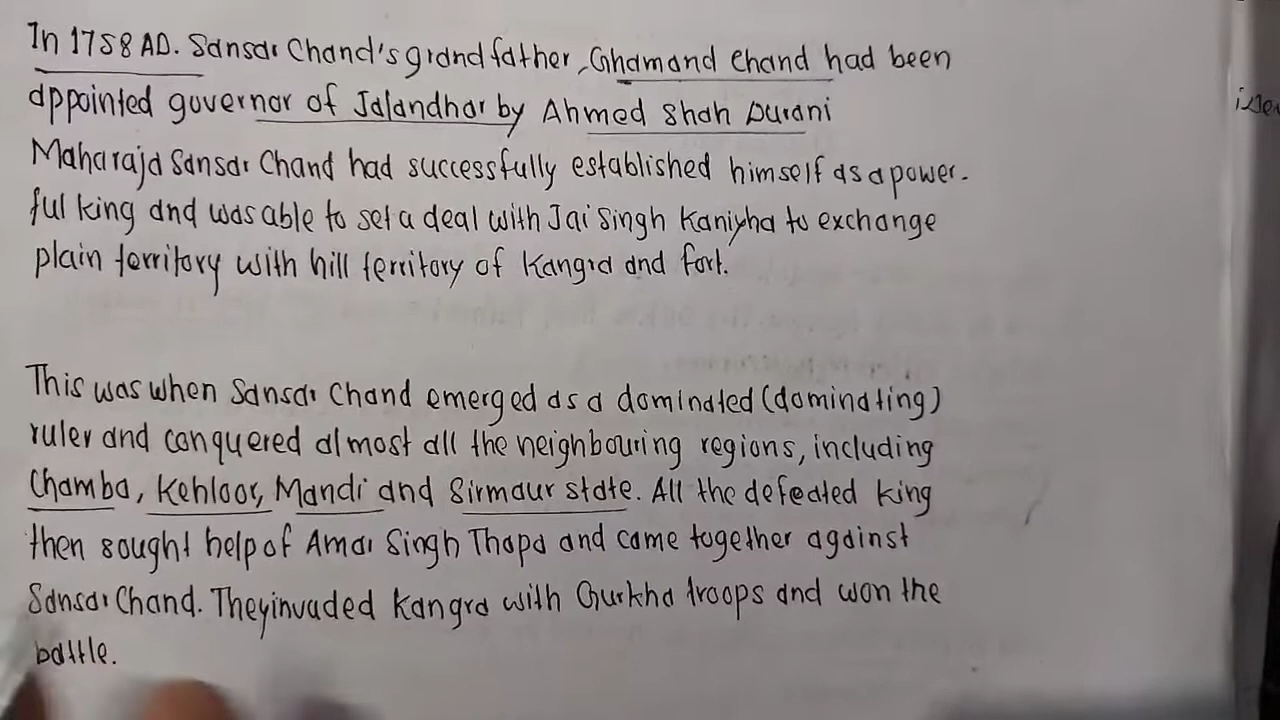 In 1758 AD. Sansar Chand's grandfather, Ghamand Chand had been
appointed governor of Jalandhar by Ahmed Shah Durani
Maharaja Sansar Chand had successfully established himself as a power-
ful king and was able to set a deal with Jai Singh Kaniyha to exchange
plain territory with hill territory of Kangra and fort.
This was when Sansar Chand emerged as a dominated (dominating)
ruler and conquered almost all the neighbouring regions, including
Chamba, Kehloor, Mandi and Sirmaur state. All the defeated king
then sought help of Amar Singh Thapa and came together against
Sansar Chand. They invaded Kangra with Gurkha troops and won the
battle.